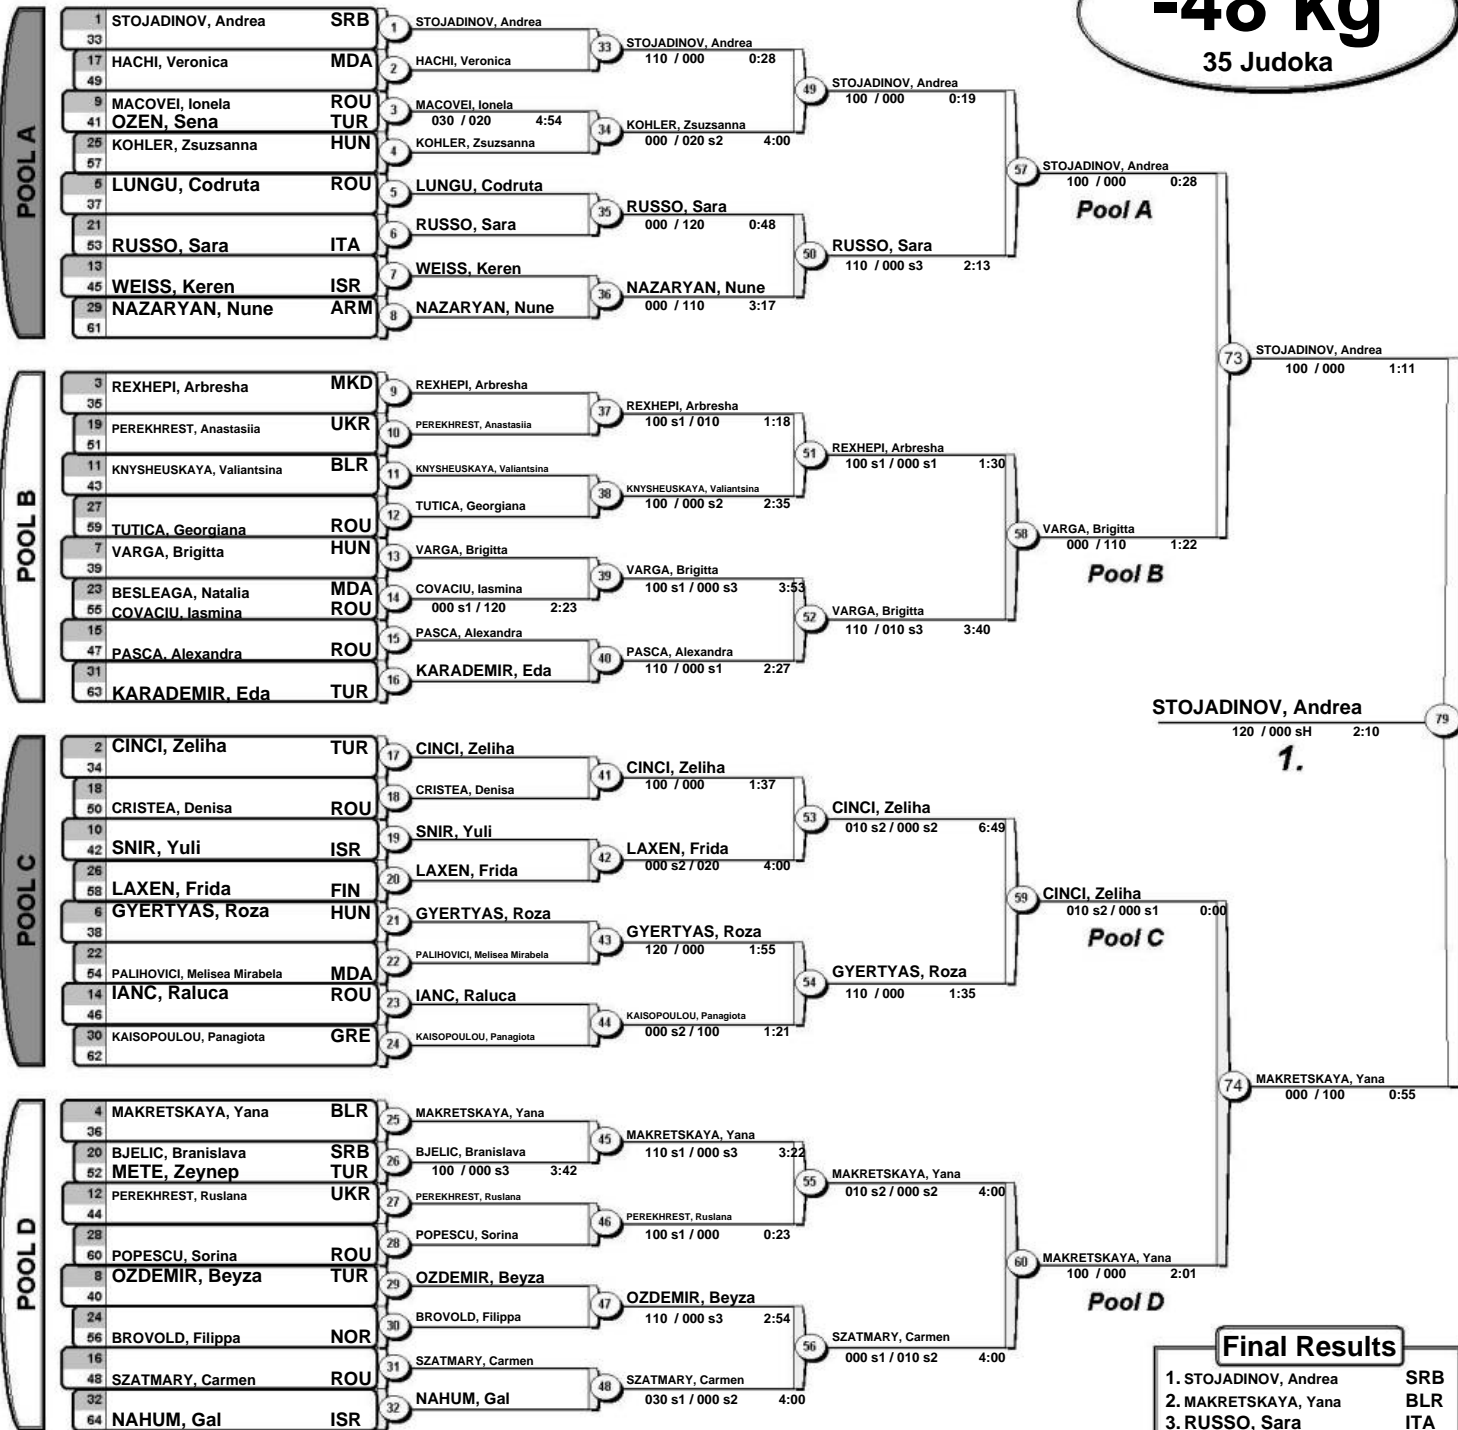 -48 kg
35 Judoka
POOL A
1 STOJADINOV, Andrea SRB
33
17 HACHI, Veronica MDA
49
9 MACOVEI, Ionela ROU
41 OZEN, Sena TUR
25 KOHLER, Zsuzsanna HUN
57
5 LUNGU, Codruta ROU
37
21
53 RUSSO, Sara ITA
13
45 WEISS, Keren ISR
29 NAZARYAN, Nune ARM
61
1 STOJADINOV, Andrea
2 HACHI, Veronica
3 MACOVEI, Ionela
030 / 020 4:54
4 KOHLER, Zsuzsanna
5 LUNGU, Codruta
6 RUSSO, Sara
7 WEISS, Keren
8 NAZARYAN, Nune
33 STOJADINOV, Andrea
110 / 000 0:28
34 KOHLER, Zsuzsanna
000 / 020 s2 4:00
35 RUSSO, Sara
000 / 120 0:48
36 NAZARYAN, Nune
000 / 110 3:17
49 STOJADINOV, Andrea
100 / 000 0:19
50 RUSSO, Sara
110 / 000 s3 2:13
57 STOJADINOV, Andrea
100 / 000 0:28
Pool A
POOL B
3 REXHEPI, Arbresha MKD
35
19 PEREKHREST, Anastasiia UKR
51
11 KNYSHEUSKAYA, Valiantsina BLR
43
27
59 TUTICA, Georgiana ROU
7 VARGA, Brigitta HUN
39
23 BESLEAGA, Natalia MDA
55 COVACIU, Iasmina ROU
15
47 PASCA, Alexandra ROU
31
63 KARADEMIR, Eda TUR
9 REXHEPI, Arbresha
10 PEREKHREST, Anastasiia
11 KNYSHEUSKAYA, Valiantsina
12 TUTICA, Georgiana
13 VARGA, Brigitta
14 COVACIU, Iasmina
000 s1 / 120 2:23
15 PASCA, Alexandra
16 KARADEMIR, Eda
37 REXHEPI, Arbresha
100 s1 / 010 1:18
38 KNYSHEUSKAYA, Valiantsina
100 / 000 s2 2:35
39 VARGA, Brigitta
100 s1 / 000 s3 3:53
40 PASCA, Alexandra
110 / 000 s1 2:27
51 REXHEPI, Arbresha
100 s1 / 000 s1 1:30
52 VARGA, Brigitta
110 / 010 s3 3:40
58 VARGA, Brigitta
000 / 110 1:22
Pool B
73 STOJADINOV, Andrea
100 / 000 1:11
STOJADINOV, Andrea 79
120 / 000 sH 2:10
1.
POOL C
2 CINCI, Zeliha TUR
34
18
50 CRISTEA, Denisa ROU
10
42 SNIR, Yuli ISR
26
58 LAXEN, Frida FIN
6 GYERTYAS, Roza HUN
38
22
54 PALIHOVICI, Melisea Mirabela MDA
14 IANC, Raluca ROU
46
30 KAISOPOULOU, Panagiota GRE
62
17 CINCI, Zeliha
18 CRISTEA, Denisa
19 SNIR, Yuli
20 LAXEN, Frida
21 GYERTYAS, Roza
22 PALIHOVICI, Melisea Mirabela
23 IANC, Raluca
24 KAISOPOULOU, Panagiota
41 CINCI, Zeliha
100 / 000 1:37
42 LAXEN, Frida
000 s2 / 020 4:00
43 GYERTYAS, Roza
120 / 000 1:55
44 KAISOPOULOU, Panagiota
000 s2 / 100 1:21
53 CINCI, Zeliha
010 s2 / 000 s2 6:49
54 GYERTYAS, Roza
110 / 000 1:35
59 CINCI, Zeliha
010 s2 / 000 s1 0:00
Pool C
POOL D
4 MAKRETSKAYA, Yana BLR
36
20 BJELIC, Branislava SRB
52 METE, Zeynep TUR
12 PEREKHREST, Ruslana UKR
44
28
60 POPESCU, Sorina ROU
8 OZDEMIR, Beyza TUR
40
24
56 BROVOLD, Filippa NOR
16
48 SZATMARY, Carmen ROU
32
64 NAHUM, Gal ISR
25 MAKRETSKAYA, Yana
26 BJELIC, Branislava
100 / 000 s3 3:42
27 PEREKHREST, Ruslana
28 POPESCU, Sorina
29 OZDEMIR, Beyza
30 BROVOLD, Filippa
31 SZATMARY, Carmen
32 NAHUM, Gal
45 MAKRETSKAYA, Yana
110 s1 / 000 s3 3:22
46 PEREKHREST, Ruslana
100 s1 / 000 0:23
47 OZDEMIR, Beyza
110 / 000 s3 2:54
48 SZATMARY, Carmen
030 s1 / 000 s2 4:00
55 MAKRETSKAYA, Yana
010 s2 / 000 s2 4:00
56 SZATMARY, Carmen
000 s1 / 010 s2 4:00
60 MAKRETSKAYA, Yana
100 / 000 2:01
Pool D
74 MAKRETSKAYA, Yana
000 / 100 0:55
Final Results
1. STOJADINOV, Andrea SRB
2. MAKRETSKAYA, Yana BLR
3. RUSSO, Sara ITA